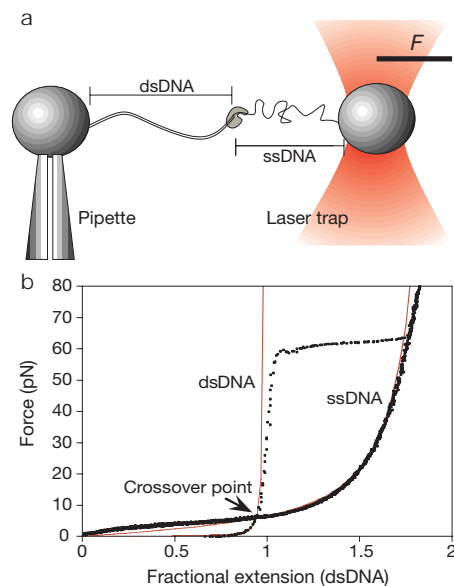 a
F
dsDNA
ssDNA
Pipette
Laser trap
b
80
70
60
50
40
30
20
10
0
Force (pN)
dsDNA
ssDNA
Crossover point
0
0.5
1
1.5
2
Fractional extension (dsDNA)